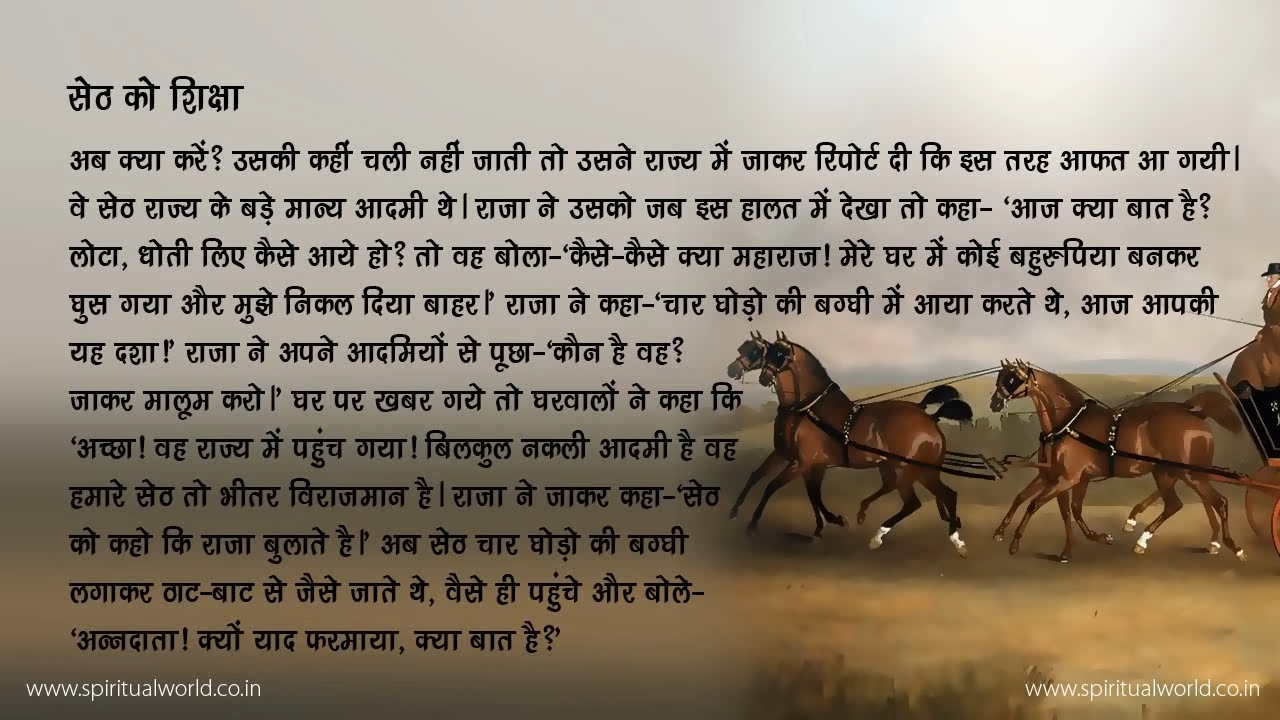 सेठ को शिक्षा
अब क्या करें? उसकी कहीं चली नहीं जाती तो उसने राज्य में जाकर रिपोर्ट दी कि इस तरह आफत आ गयी।
वे सेठ राज्य के बड़े मान्य आदमी थे। राजा ने उसको जब इस हालत में देखा तो कहा- ‘आज क्या बात है?
लोटा, धोती लिए कैसे आये हो? तो वह बोला-‘कैसे-कैसे क्या महाराज! मेरे घर में कोई बहुरूपिया बनकर
घुस गया और मुझे निकल दिया बाहर।’ राजा ने कहा-‘चार घोड़ो की बग्घी में आया करते थे, आज आपकी
यह दशा!’ राजा ने अपने आदमियों से पूछा-‘कौन है वह?
जाकर मालूम करो।’ घर पर खबर गये तो घरवालों ने कहा कि
‘अच्छा! वह राज्य में पहुंच गया! बिलकुल नकली आदमी है वह
हमारे सेठ तो भीतर विराजमान है। राजा ने जाकर कहा-‘सेठ
को कहो कि राजा बुलाते है।’ अब सेठ चार घोड़ो की बग्घी
लगाकर ठाट-बाट से जैसे जाते थे, वैसे ही पहुंचे और बोले-
‘अन्नदाता! क्यों याद फरमाया, क्या बात है?’
www.spiritualworld.co.in
www.spiritualworld.co.in